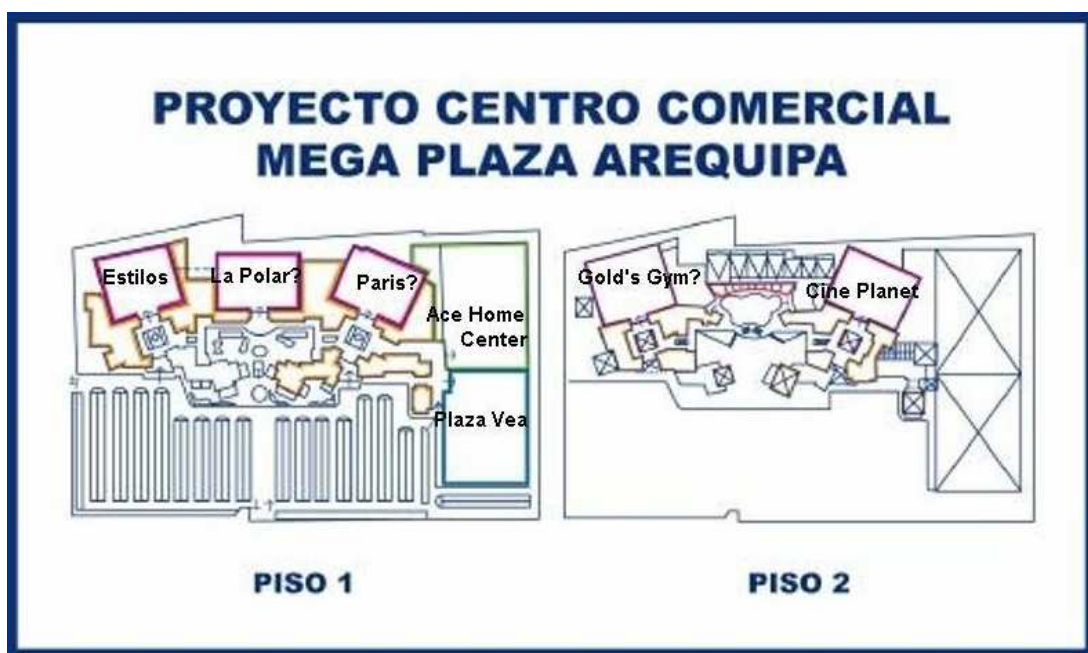 PROYECTO CENTRO COMERCIAL
MEGA PLAZA AREQUIPA
Estilos
La Polar?
Paris?
Ace Home
Center
Plaza Vea
Gold's Gym?
Cine Planet
PISO 1
PISO 2